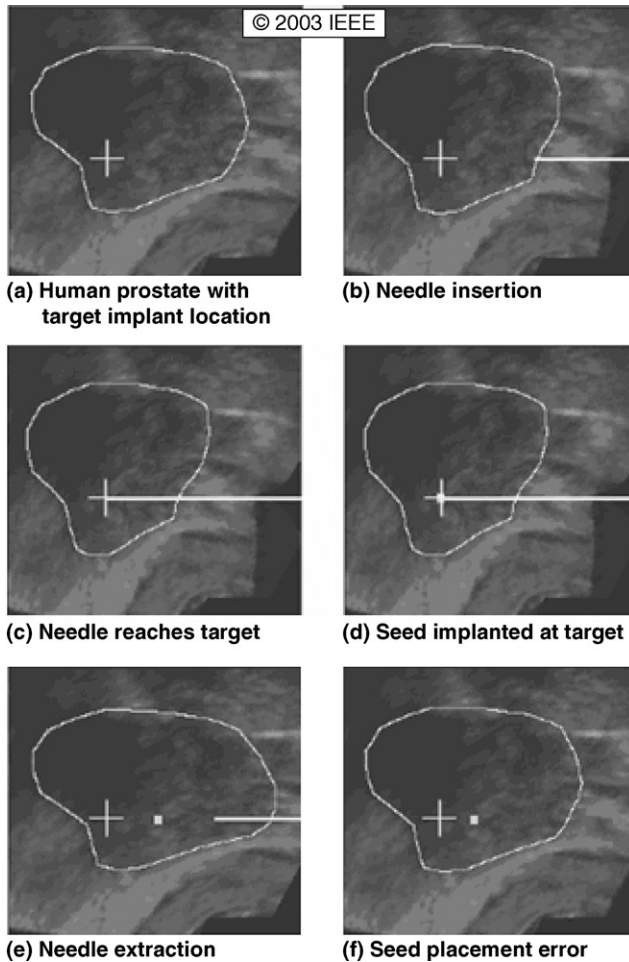 © 2003 IEEE
(a) Human prostate with
target implant location
(b) Needle insertion
(c) Needle reaches target
(d) Seed implanted at target
(e) Needle extraction
(f) Seed placement error